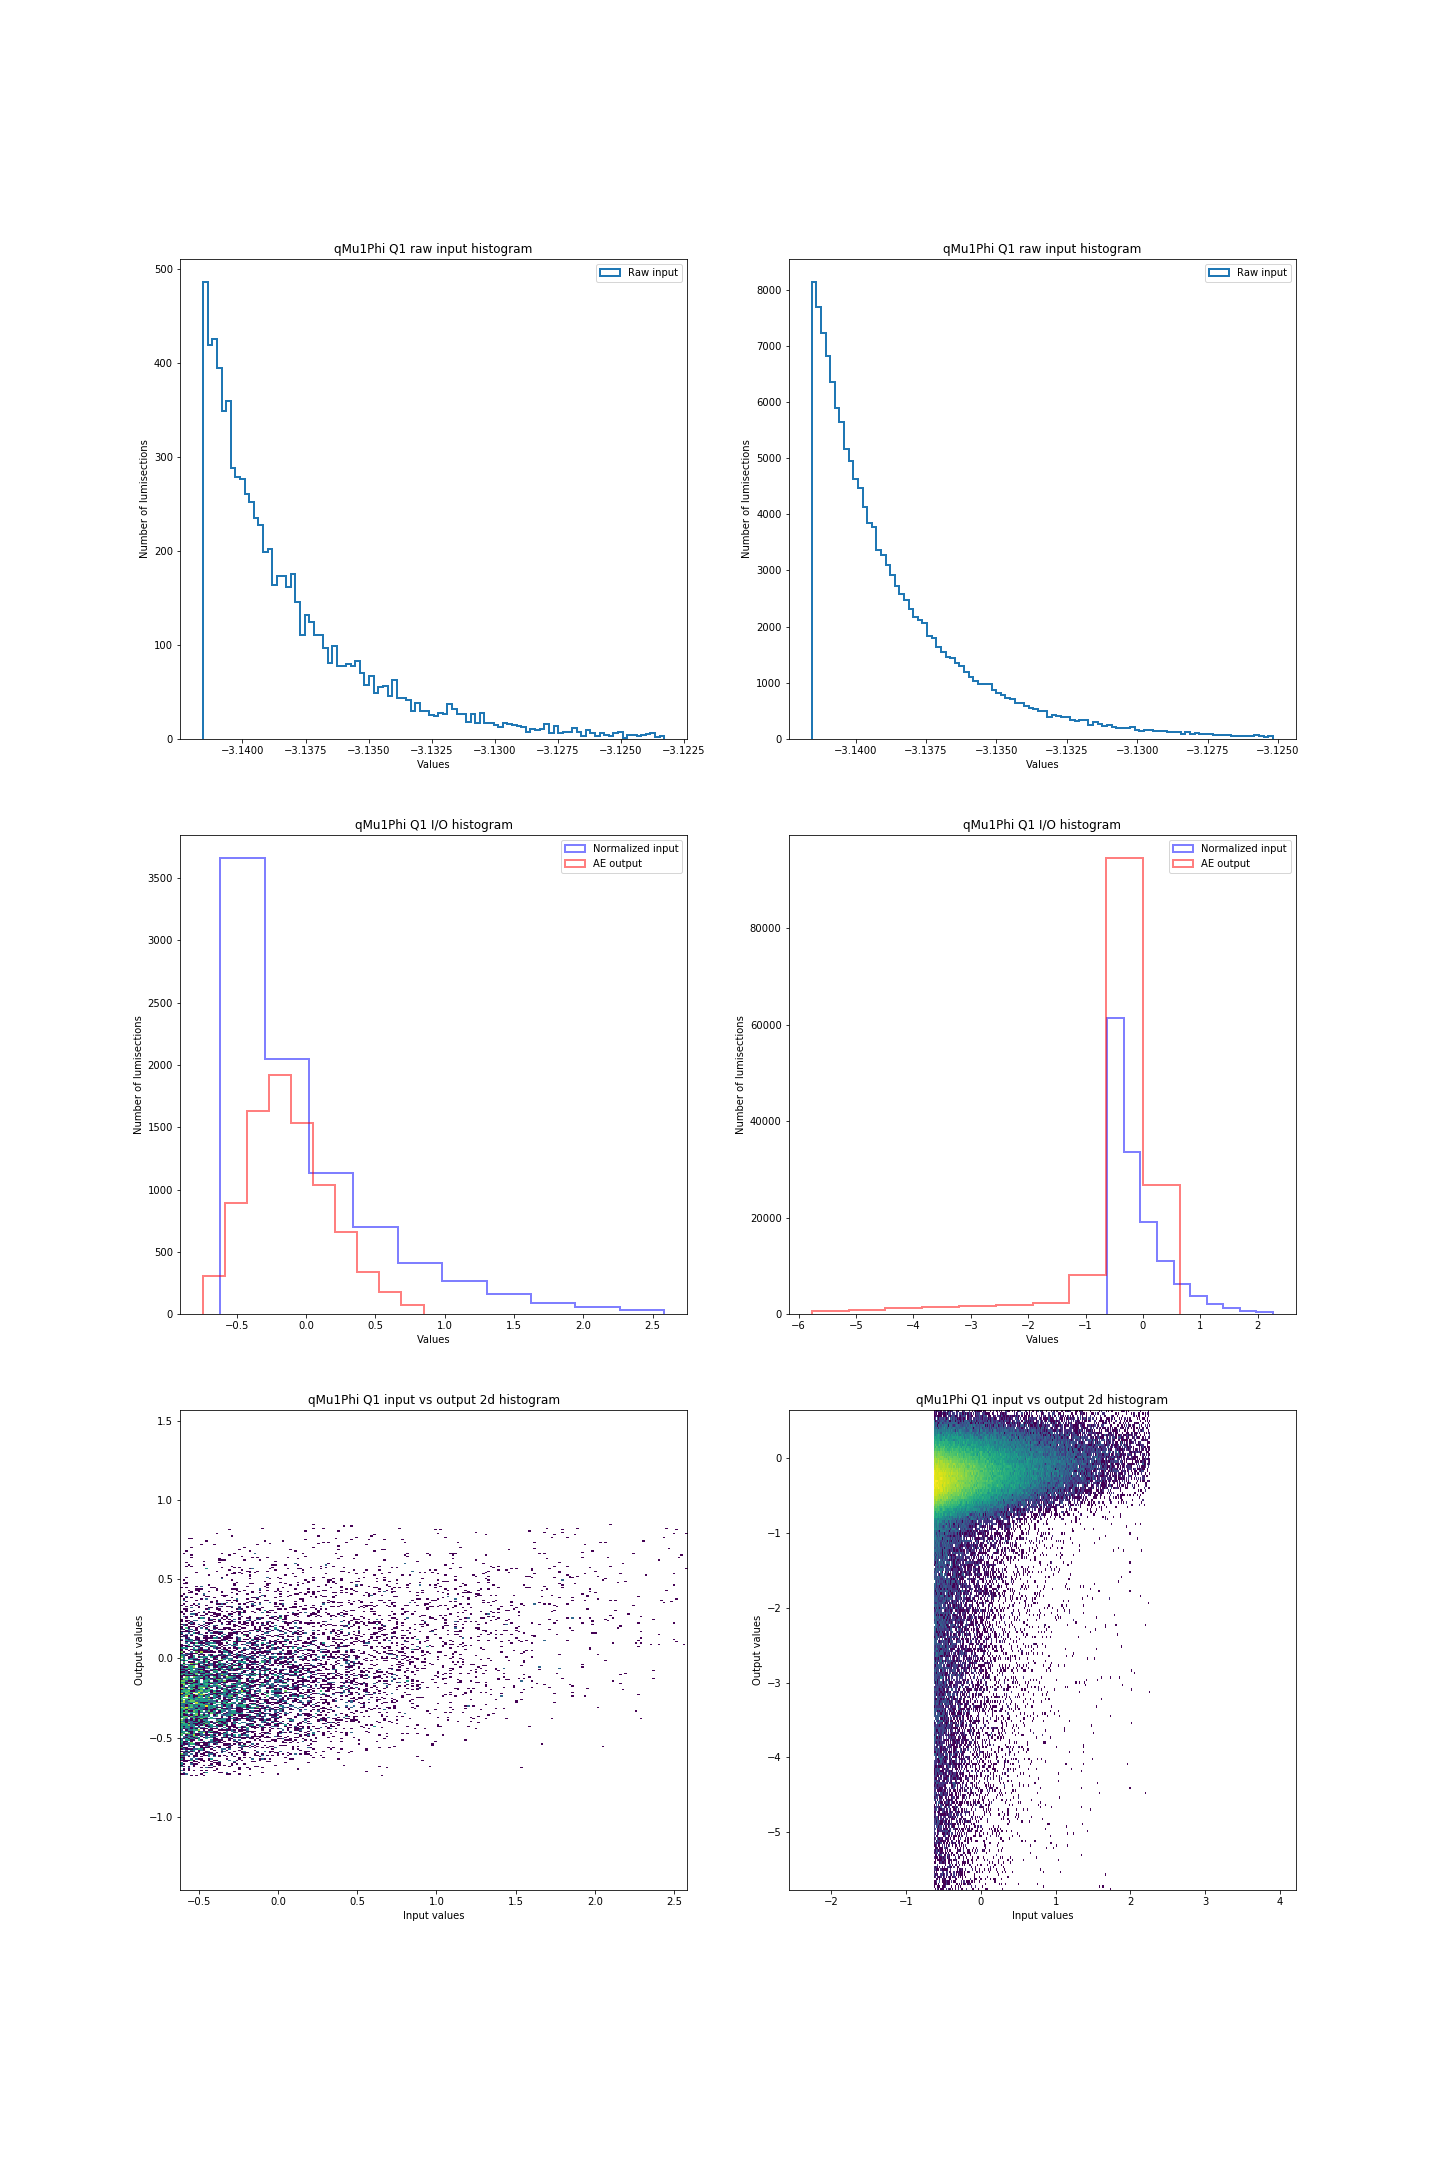 qMu1Phi Q1 raw input histogram
Raw input
500
400
300
200
100
0
Number of lumisections
−3.1400 −3.1375 −3.1350 −3.1325 −3.1300 −3.1275 −3.1250 −3.1225
Values
qMu1Phi Q1 raw input histogram
Raw input
8000
7000
6000
5000
4000
3000
2000
1000
0
Number of lumisections
−3.1400 −3.1375 −3.1350 −3.1325 −3.1300 −3.1275 −3.1250
Values
qMu1Phi Q1 I/O histogram
Normalized input
AE output
3500
3000
2500
2000
1500
1000
500
0
Number of lumisections
−0.5 0.0 0.5 1.0 1.5 2.0 2.5
Values
qMu1Phi Q1 I/O histogram
Normalized input
AE output
80000
60000
40000
20000
0
Number of lumisections
−6 −5 −4 −3 −2 −1 0 1 2
Values
qMu1Phi Q1 input vs output 2d histogram
1.5
1.0
0.5
0.0
−0.5
−1.0
Output values
−0.5 0.0 0.5 1.0 1.5 2.0 2.5
Input values
qMu1Phi Q1 input vs output 2d histogram
0
−1
−2
−3
−4
−5
Output values
−2 −1 0 1 2 3 4
Input values